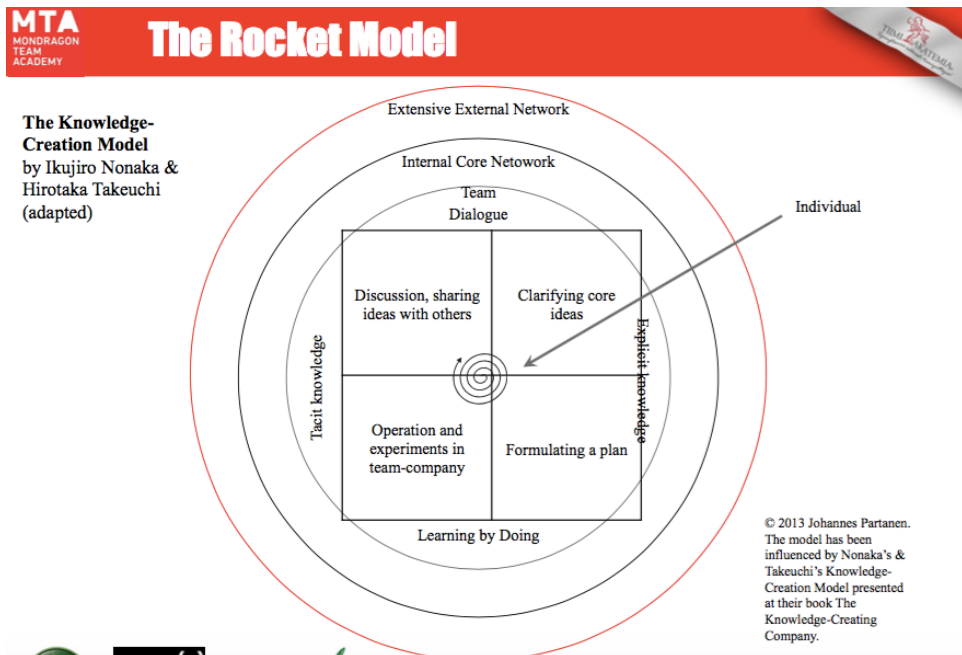 MTA
MONDRAGON
TEAM
ACADEMY
The Rocket Model
TIIMIAKATEMIA
The Knowledge-
Creation Model
by Ikujiro Nonaka &
Hirotaka Takeuchi
(adapted)
Extensive External Network
Internal Core Netowork
Team
Dialogue
Individual
Discussion, sharing
ideas with others
Clarifying core
ideas
Tacit knowledge
Explicit knowledge
Operation and
experiments in
team-company
Formulating a plan
Learning by Doing
© 2013 Johannes Partanen.
The model has been
influenced by Nonaka's &
Takeuchi's Knowledge-
Creation Model presented
at their book The
Knowledge-Creating
Company.